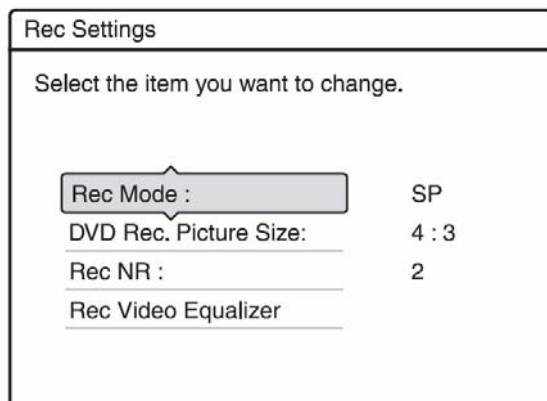 Rec Settings
Select the item you want to change.
Rec Mode : SP
DVD Rec. Picture Size: 4 : 3
Rec NR : 2
Rec Video Equalizer